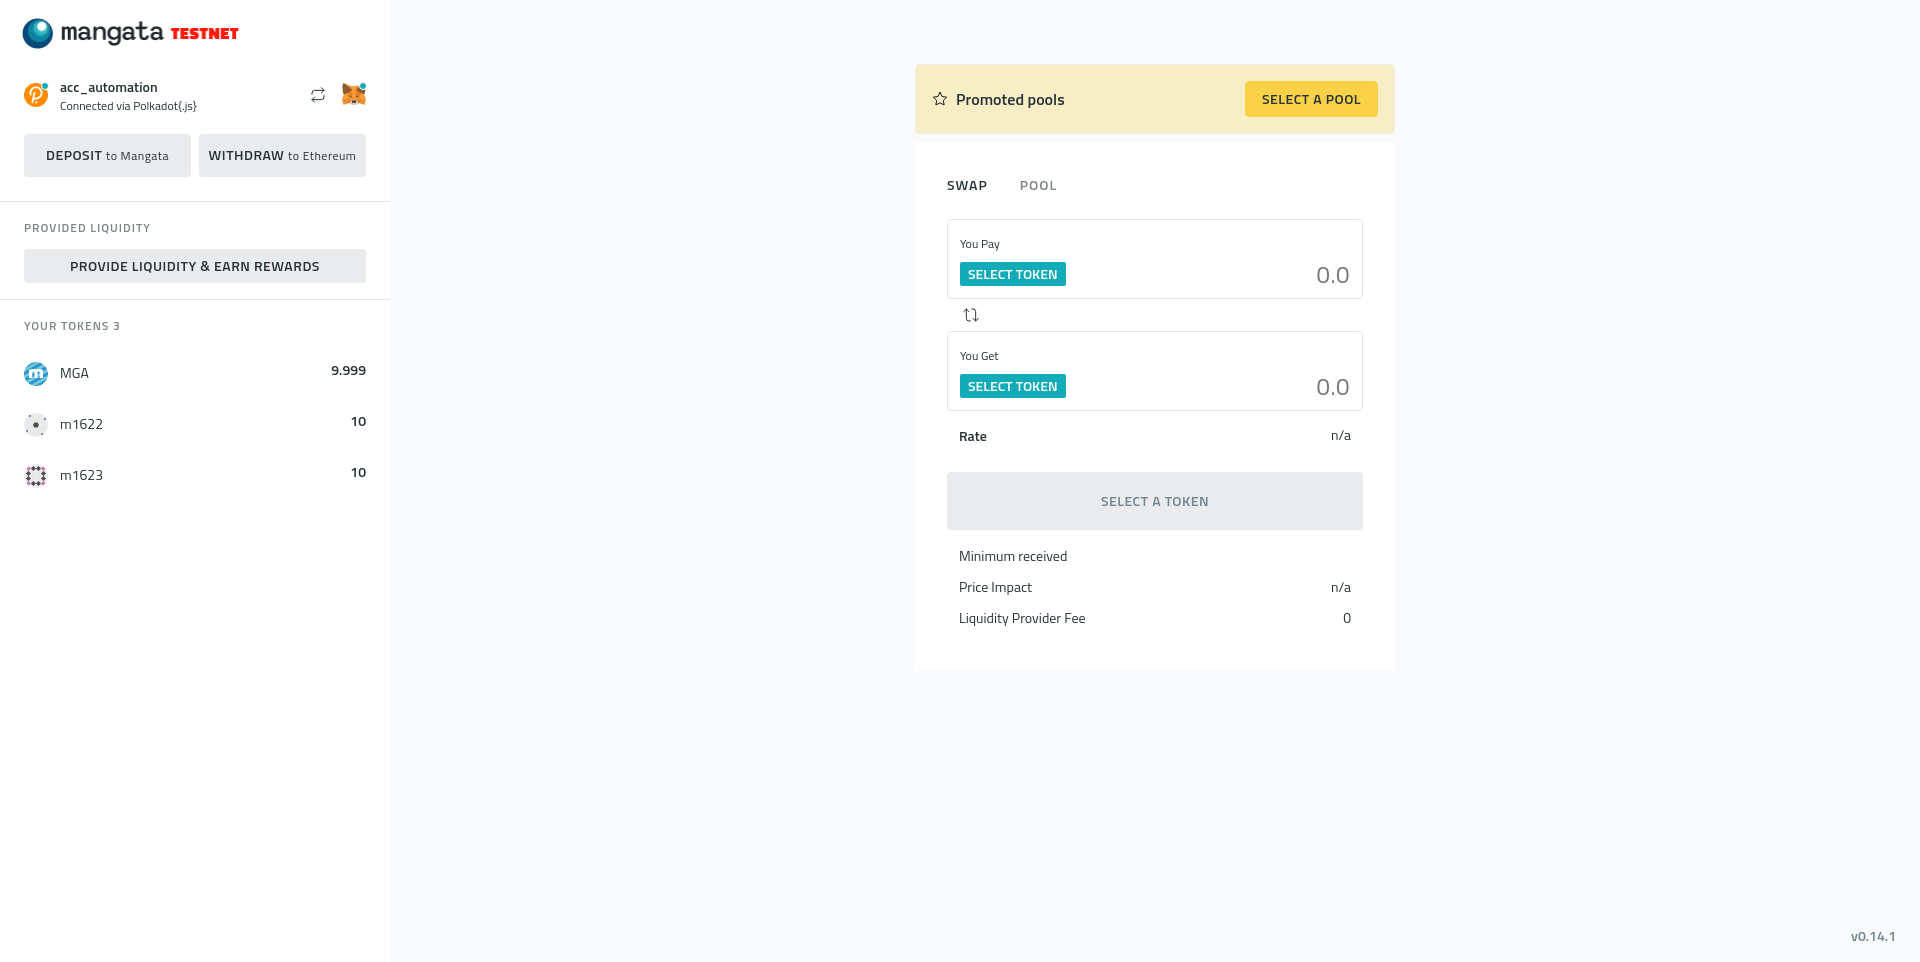 mangata TESTNET
acc_automation
Connected via Polkadot{.js}
DEPOSIT to Mangata
WITHDRAW to Ethereum
PROVIDED LIQUIDITY
PROVIDE LIQUIDITY & EARN REWARDS
YOUR TOKENS 3
MGA 9.999
m1622 10
m1623 10
Promoted pools
SELECT A POOL
SWAP POOL
You Pay
SELECT TOKEN 0.0
You Get
SELECT TOKEN 0.0
Rate n/a
SELECT A TOKEN
Minimum received
Price Impact n/a
Liquidity Provider Fee 0
v0.14.1